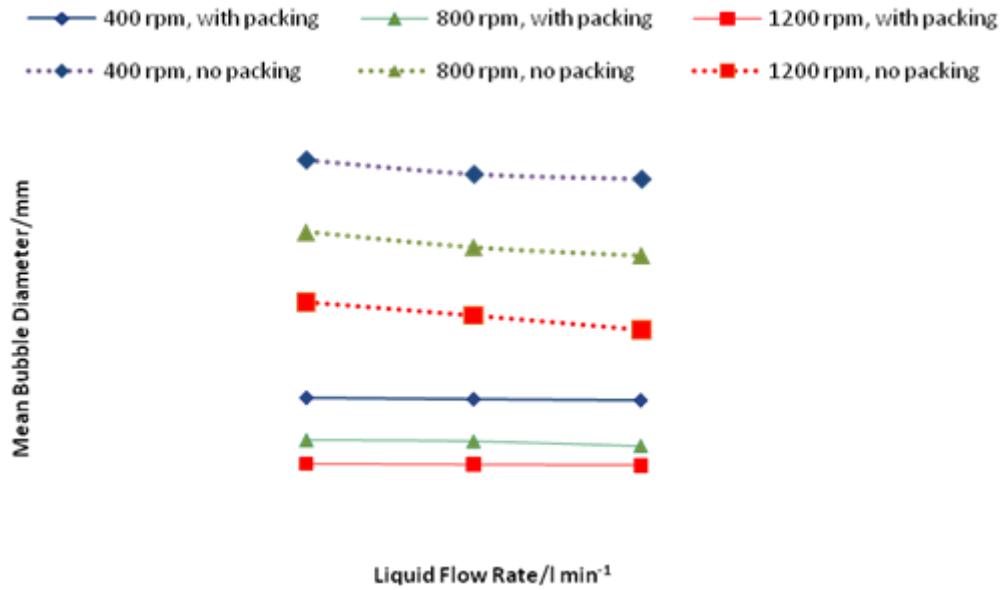 400 rpm, with packing 800 rpm, with packing 1200 rpm, with packing
400 rpm, no packing 800 rpm, no packing 1200 rpm, no packing
Mean Bubble Diameter/mm
Liquid Flow Rate/l min⁻¹